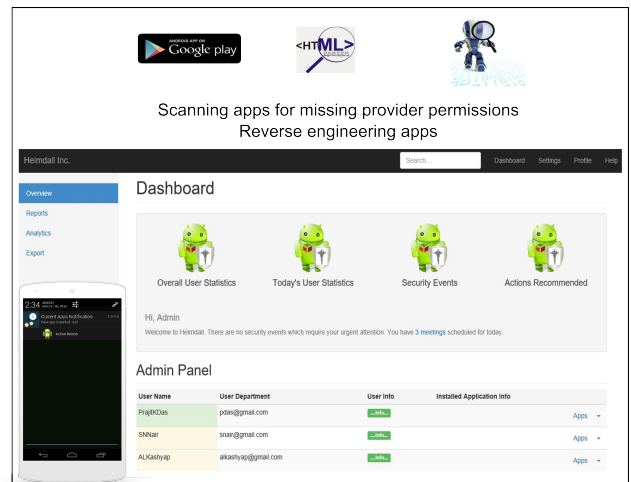 ANDROID APP ON
Google play
<HTML>
PARSER
Scanning apps for missing provider permissions
Reverse engineering apps
Heimdall Inc.
Search...
Dashboard Settings Profile Help
Overview
Reports
Analytics
Export
Dashboard
Overall User Statistics
Today's User Statistics
Security Events
Actions Recommended
Hi, Admin
Welcome to Heimdall. There are no security events which require your urgent attention. You have 3 meetings scheduled for today.
2:34
Current Apps Notification
New app installed: null
Active Button
Admin Panel
User Name User Department User Info Installed Application Info
PrajitKDas pdas@gmail.com ...Info... Apps
SNNair snair@gmail.com ...Info... Apps
ALKashyap alkashyap@gmail.com ...Info... Apps